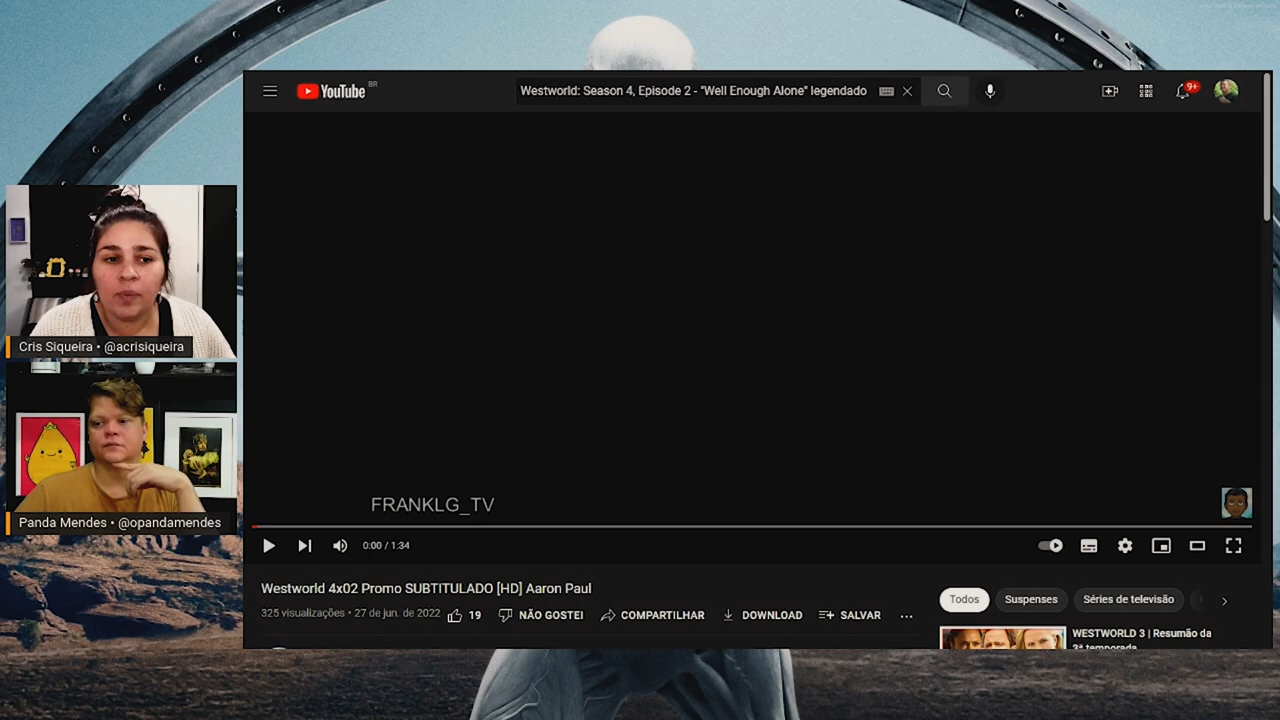 YouTube BR
Westworld: Season 4, Episode 2 - "Well Enough Alone" legendado
9+
Cris Siqueira • @acrisiqueira
Panda Mendes • @opandamendes
FRANKLG_TV
0:00 / 1:34
Westworld 4x02 Promo SUBTITULADO [HD] Aaron Paul
325 visualizações • 27 de jun. de 2022
19
NÃO GOSTEI
COMPARTILHAR
DOWNLOAD
SALVAR
Todos
Suspenses
Séries de televisão
WESTWORLD 3 | Resumão da
3ª temporada